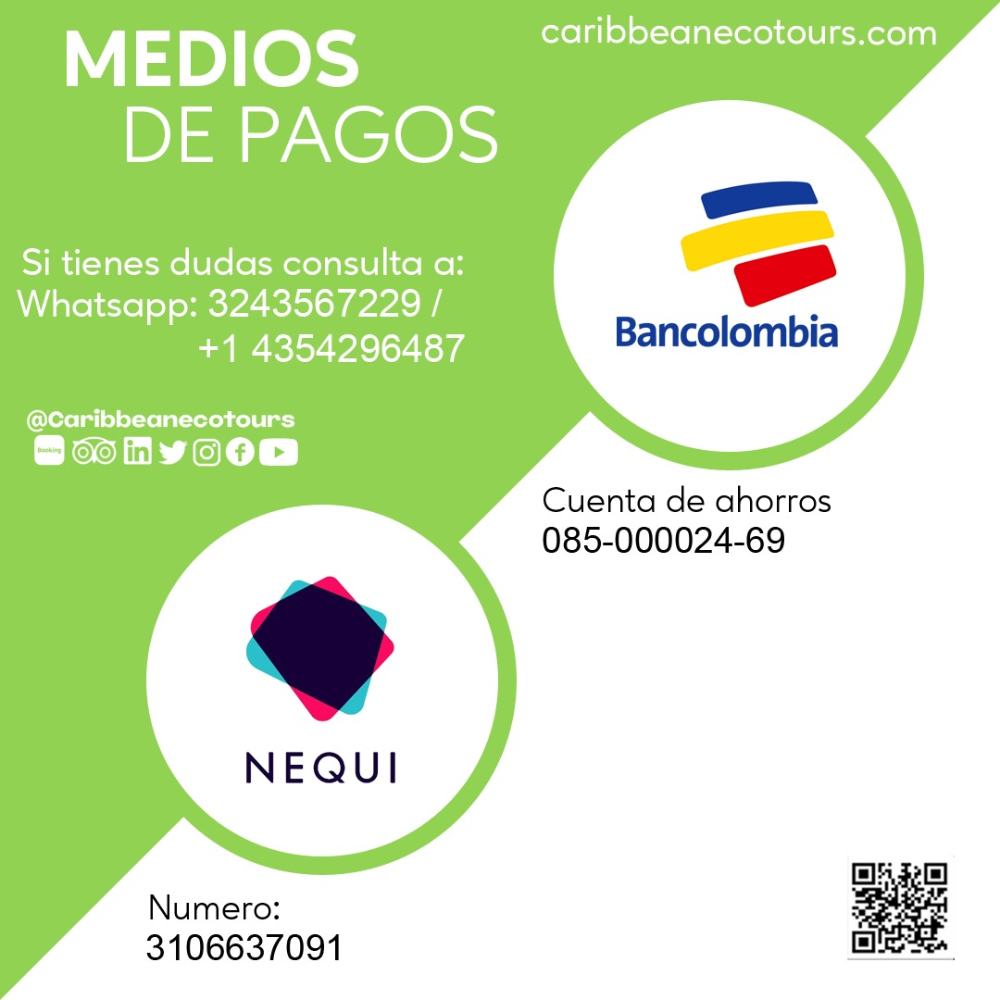 MEDIOS
DE PAGOS
caribbeanecotours.com
Si tienes dudas consulta a:
Whatsapp: 3243567229 /
+1 4354296487
@Caribbeanecotours
Booking
in
Bancolombia
Cuenta de ahorros
085-000024-69
NEQUI
Numero:
3106637091